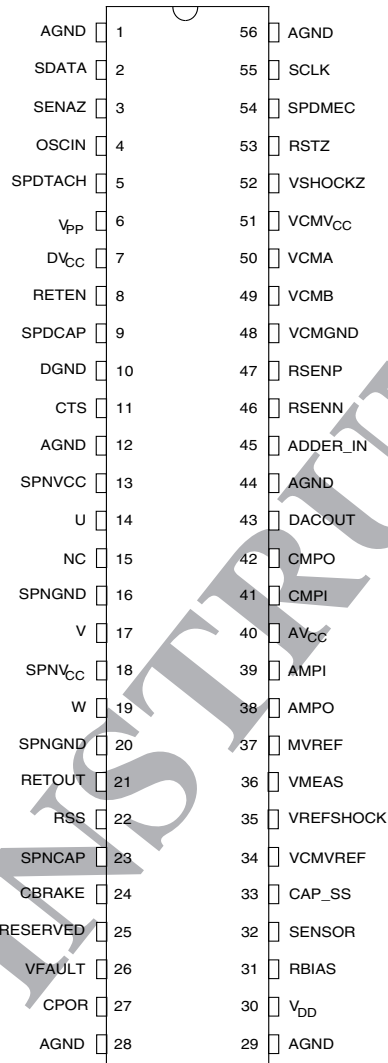 AGND 1 56 AGND
SDATA 2 55 SCLK
SENAZ 3 54 SPDMEC
OSCIN 4 53 RSTZ
SPDTACH 5 52 VSHOCKZ
VPP 6 51 VCMVCC
DVCC 7 50 VCMA
RETEN 8 49 VCMB
SPDCAP 9 48 VCMGND
DGND 10 47 RSENP
CTS 11 46 RSENN
AGND 12 45 ADDER_IN
SPNVCC 13 44 AGND
U 14 43 DACOUT
NC 15 42 CMPO
SPNGND 16 41 CMPI
V 17 40 AVCC
SPNVCC 18 39 AMPI
W 19 38 AMPO
SPNGND 20 37 MVREF
RETOUT 21 36 VMEAS
RSS 22 35 VREFSHOCK
SPNCAP 23 34 VCMVREF
CBRAKE 24 33 CAP_SS
RESERVED 25 32 SENSOR
VFAULT 26 31 RBIAS
CPOR 27 30 VDD
AGND 28 29 AGND
INSTRU